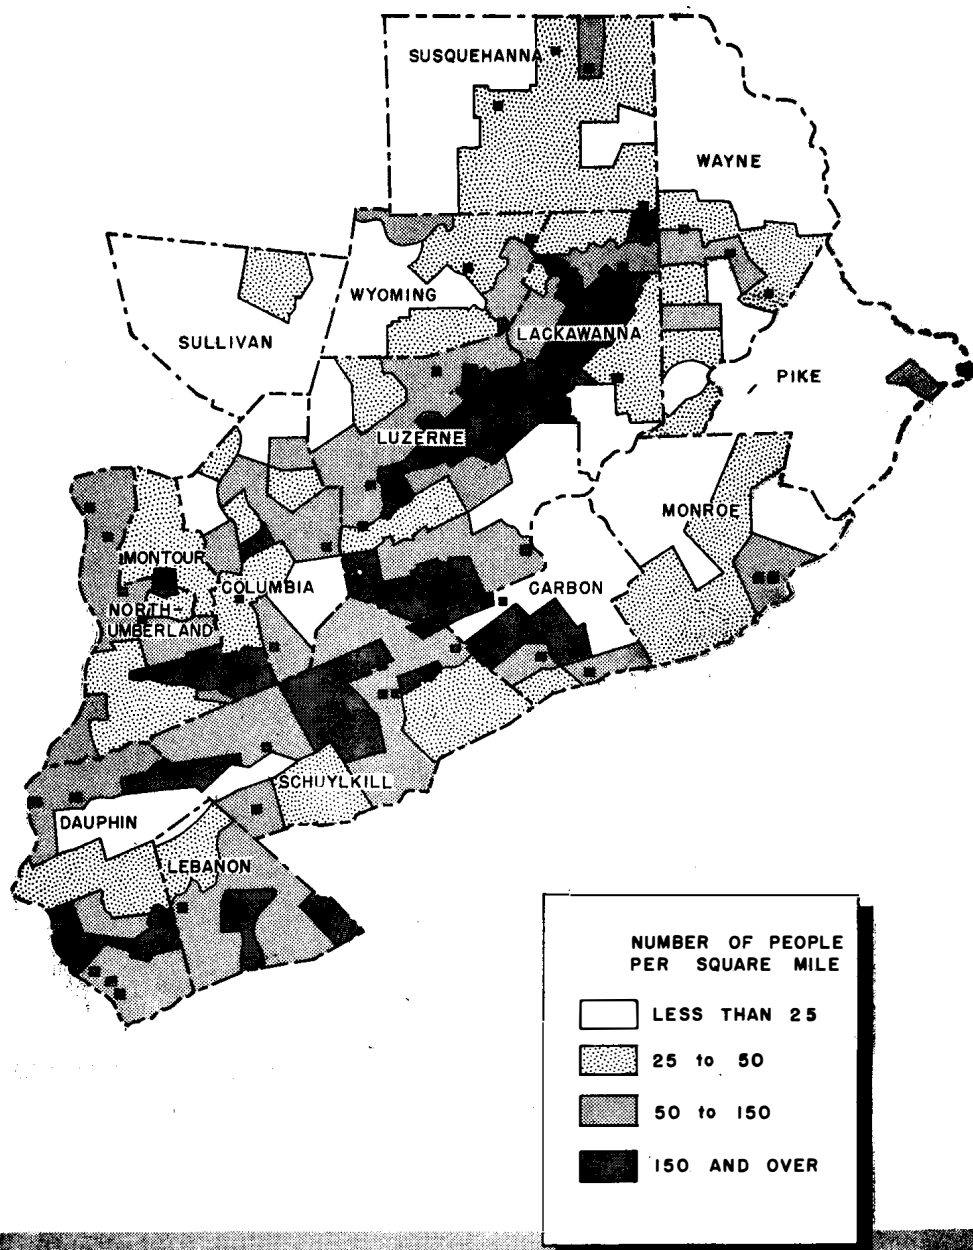 SUSQUEHANNA
WAYNE
WYOMING
SULLIVAN
LACKAWANNA
PIKE
LUZERNE
MONROE
MONTOUR
COLUMBIA
CARBON
NORTH-
UMBERLAND
SCHUYLKILL
DAUPHIN
LEBANON
NUMBER OF PEOPLE
PER SQUARE MILE
LESS THAN 25
25 to 50
50 to 150
150 AND OVER